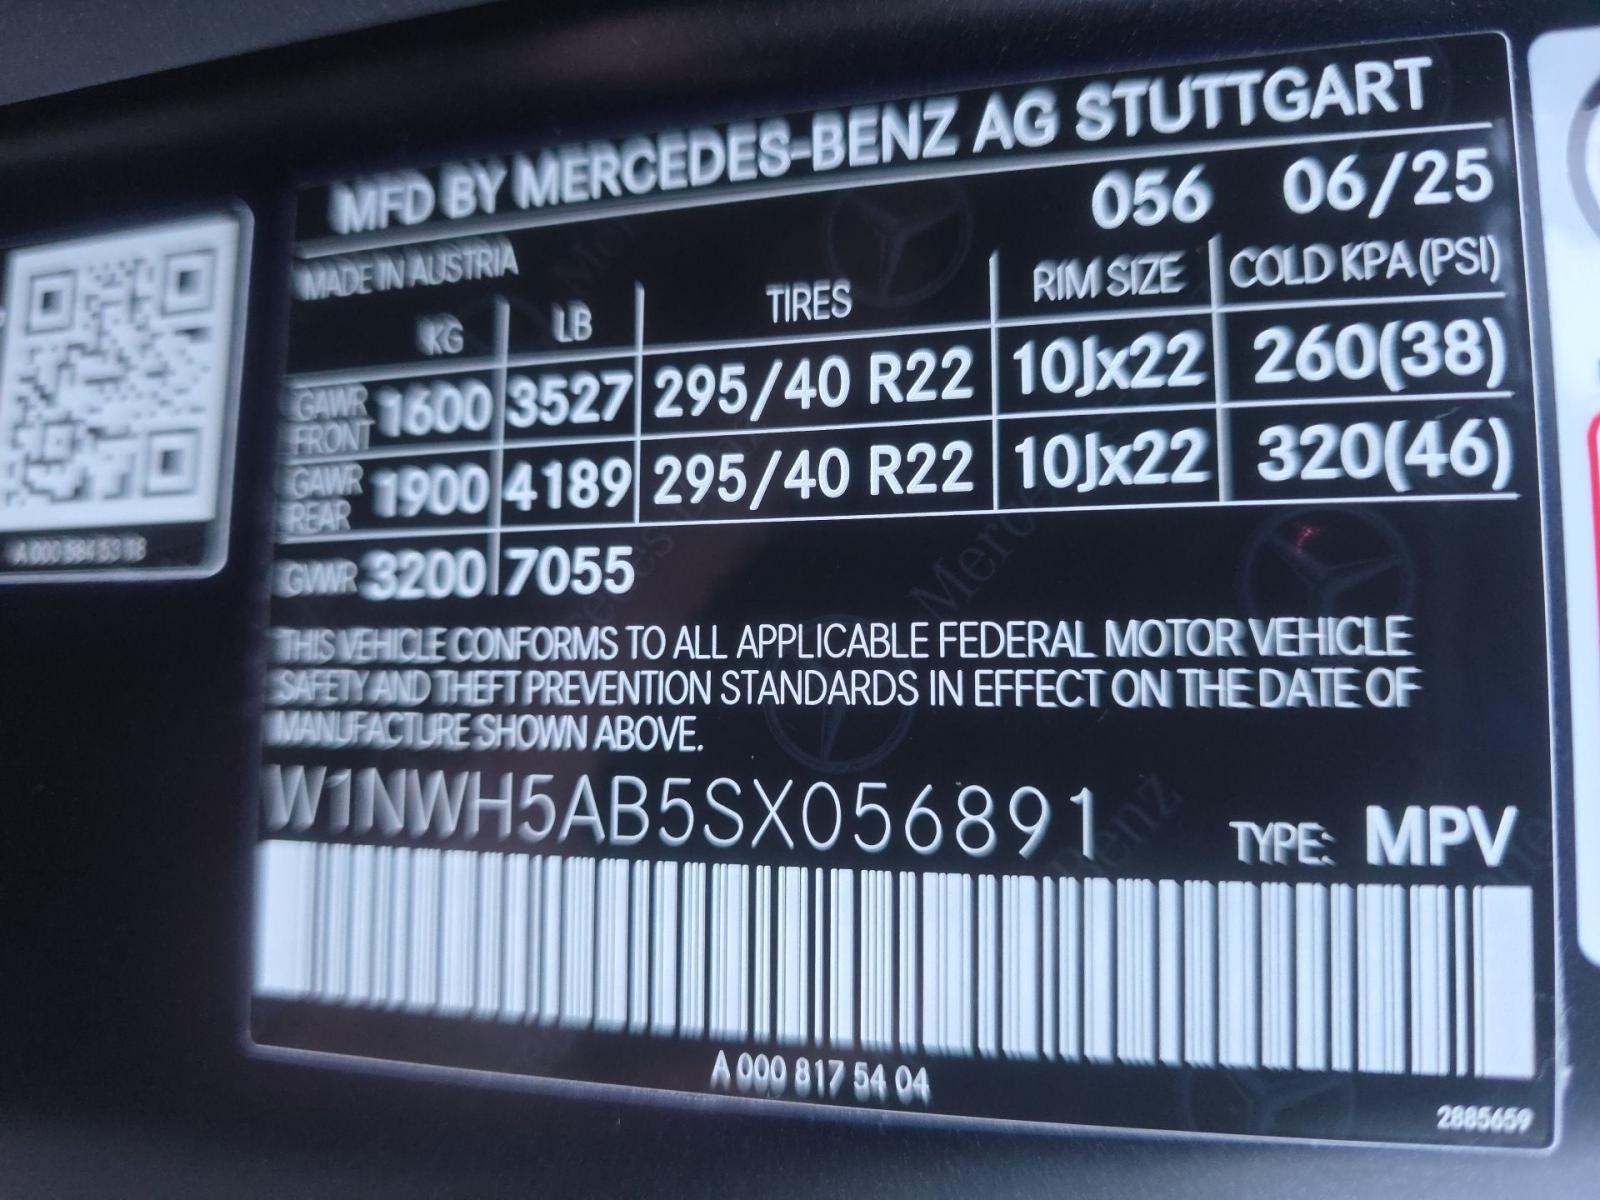 MFD BY MERCEDES-BENZ AG STUTTGART
056 06/25
MADE IN AUSTRIA
KG LB TIRES RIM SIZE COLD KPA (PSI)
GAWR FRONT 1600 3527 295/40 R22 10Jx22 260(38)
GAWR REAR 1900 4189 295/40 R22 10Jx22 320(46)
GVWR 3200 7055
THIS VEHICLE CONFORMS TO ALL APPLICABLE FEDERAL MOTOR VEHICLE
SAFETY AND THEFT PREVENTION STANDARDS IN EFFECT ON THE DATE OF
MANUFACTURE SHOWN ABOVE.
W1NWH5AB5SX056891 TYPE: MPV
A 000 817 54 04
2885659